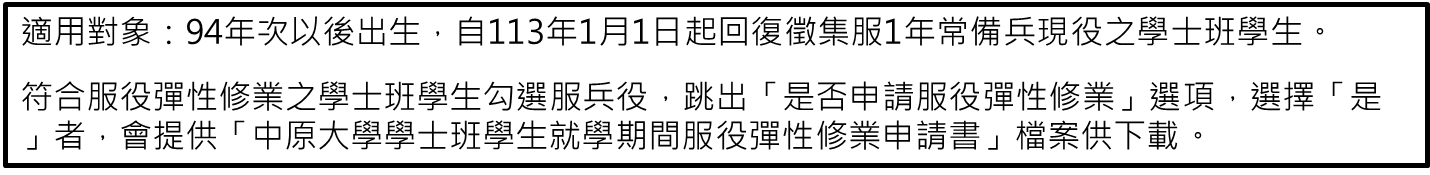 適用對象：94年次以後出生，自113年1月1日起回復徵集服1年常備兵現役之學士班學生。
符合服役彈性修業之學士班學生勾選服兵役，跳出「是否申請服役彈性修業」選項，選擇「是
」者，會提供「中原大學學士班學生就學期間服役彈性修業申請書」檔案供下載。